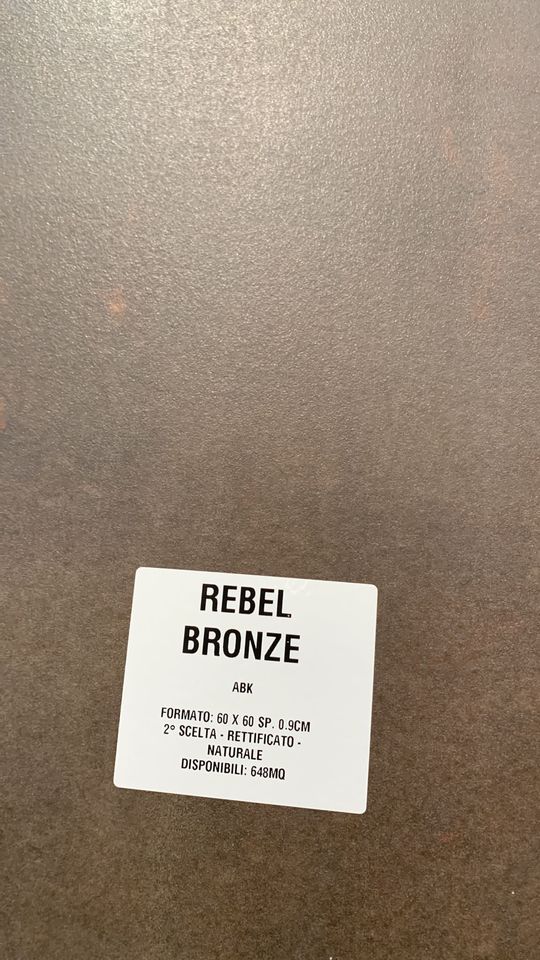 REBEL
BRONZE
ABK
FORMATO: 60 X 60 SP. 0.9CM
2° SCELTA - RETTIFICATO -
NATURALE
DISPONIBILI: 648MQ